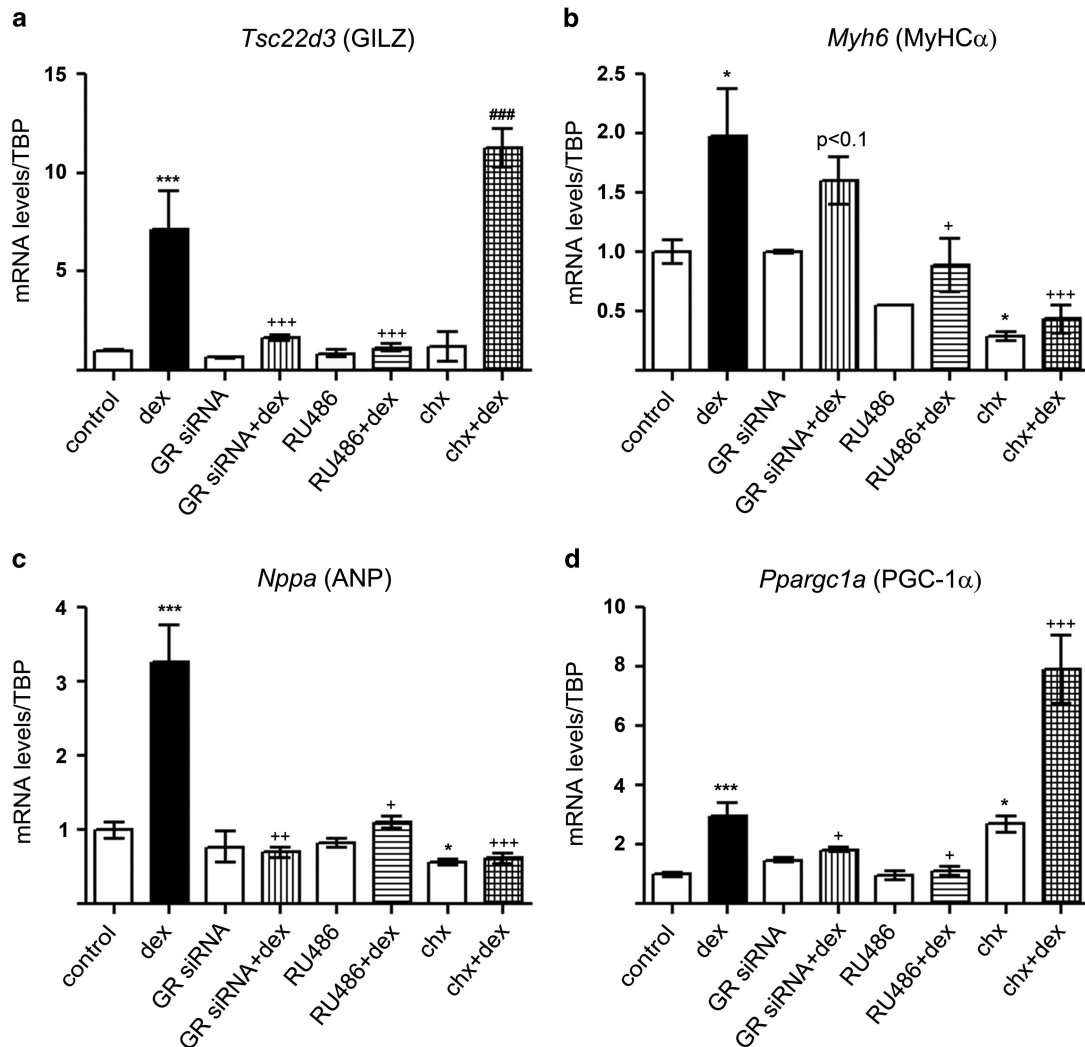 a
Tsc22d3 (GILZ)
mRNA levels/TBP
15
10
5
***
+++
+++
###
control
dex
GR siRNA
GR siRNA+dex
RU486
RU486+dex
chx
chx+dex
b
Myh6 (MyHCα)
mRNA levels/TBP
2.5
2.0
1.5
1.0
0.5
*
p<0.1
+
*
+++
control
dex
GR siRNA
GR siRNA+dex
RU486
RU486+dex
chx
chx+dex
c
Nppa (ANP)
mRNA levels/TBP
4
3
2
1
***
++
+
*
+++
control
dex
GR siRNA
GR siRNA+dex
RU486
RU486+dex
chx
chx+dex
d
Ppargc1a (PGC-1α)
mRNA levels/TBP
10
8
6
4
2
***
+
+
*
+++
control
dex
GR siRNA
GR siRNA+dex
RU486
RU486+dex
chx
chx+dex